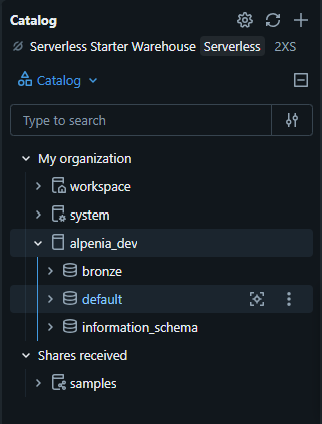 Catalog
Serverless Starter Warehouse Serverless 2XS
Catalog
Type to search
My organization
workspace
system
alpenia_dev
bronze
default
information_schema
Shares received
samples